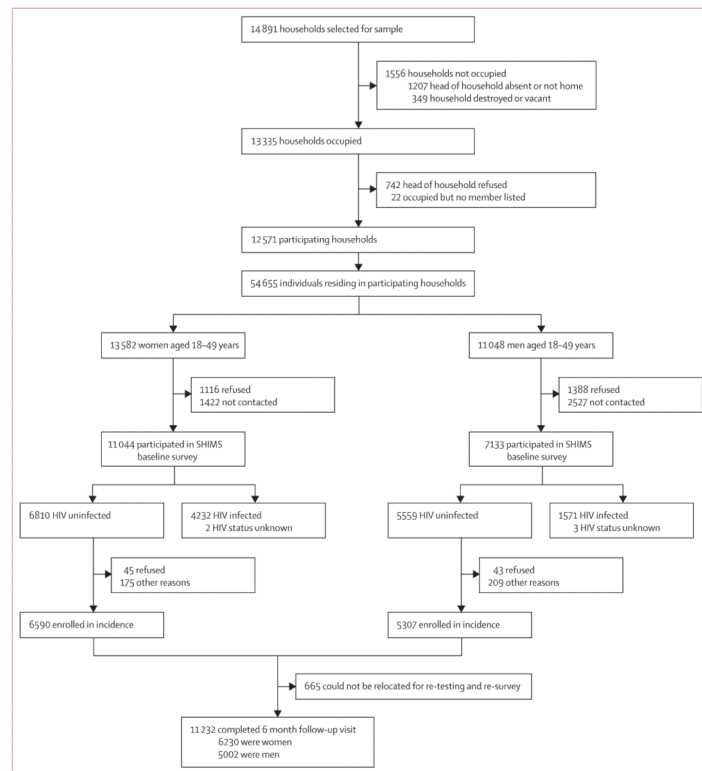 14 891 households selected for sample
1556 households not occupied
1207 head of household absent or not home
349 household destroyed or vacant
13 335 households occupied
742 head of household refused
22 occupied but no member listed
12 571 participating households
54 655 individuals residing in participating households
13 582 women aged 18–49 years
11 048 men aged 18–49 years
1116 refused
1422 not contacted
1388 refused
2527 not contacted
11 044 participated in SHIMS
baseline survey
7133 participated in SHIMS
baseline survey
6810 HIV uninfected
4232 HIV infected
2 HIV status unknown
5559 HIV uninfected
1571 HIV infected
3 HIV status unknown
45 refused
175 other reasons
43 refused
209 other reasons
6590 enrolled in incidence
5307 enrolled in incidence
665 could not be relocated for re-testing and re-survey
11 232 completed 6 month follow-up visit
6230 were women
5002 were men